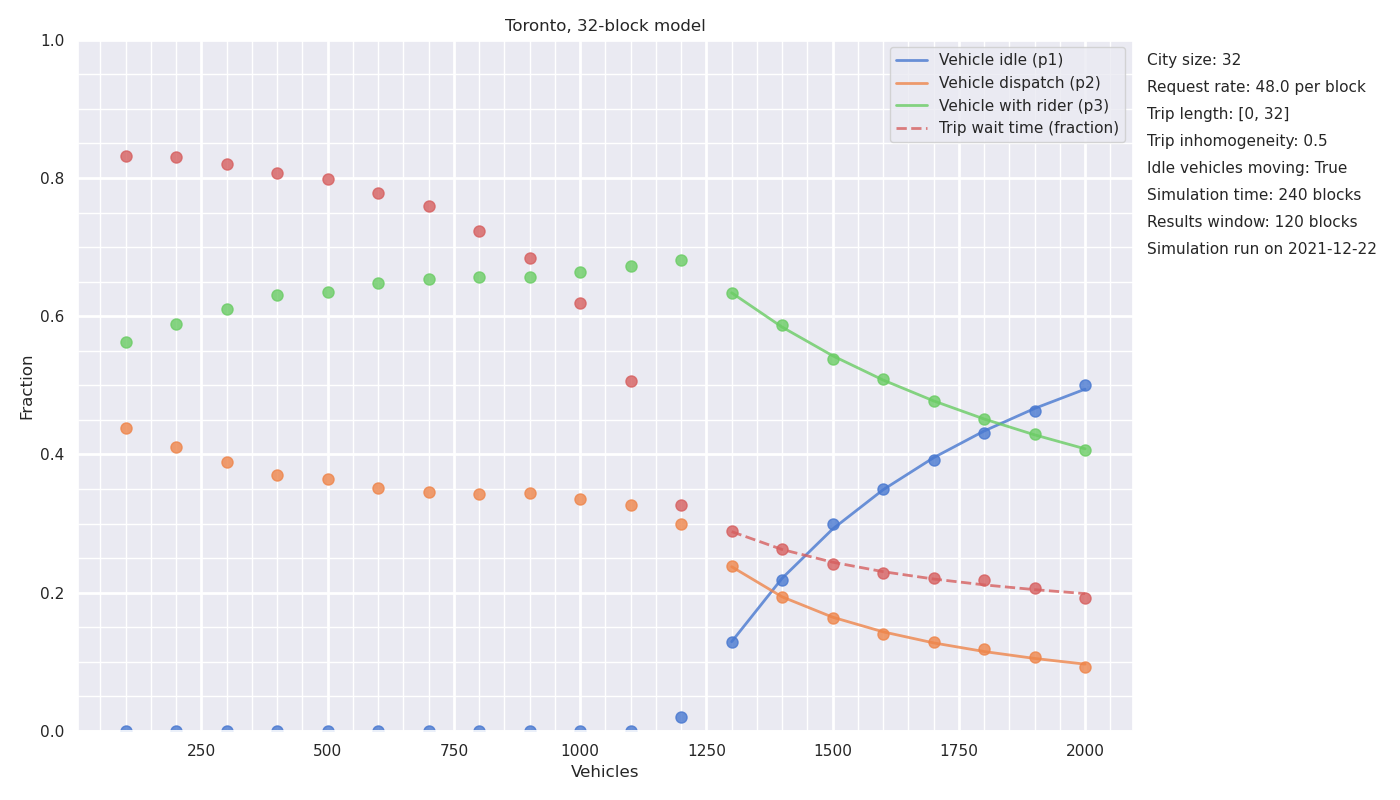 Toronto, 32-block model
1.0
0.8
0.6
0.4
0.2
0.0
Fraction
250
500
750
1000
1250
1500
1750
2000
Vehicles
Vehicle idle (p1)
Vehicle dispatch (p2)
Vehicle with rider (p3)
Trip wait time (fraction)
City size: 32
Request rate: 48.0 per block
Trip length: [0, 32]
Trip inhomogeneity: 0.5
Idle vehicles moving: True
Simulation time: 240 blocks
Results window: 120 blocks
Simulation run on 2021-12-22